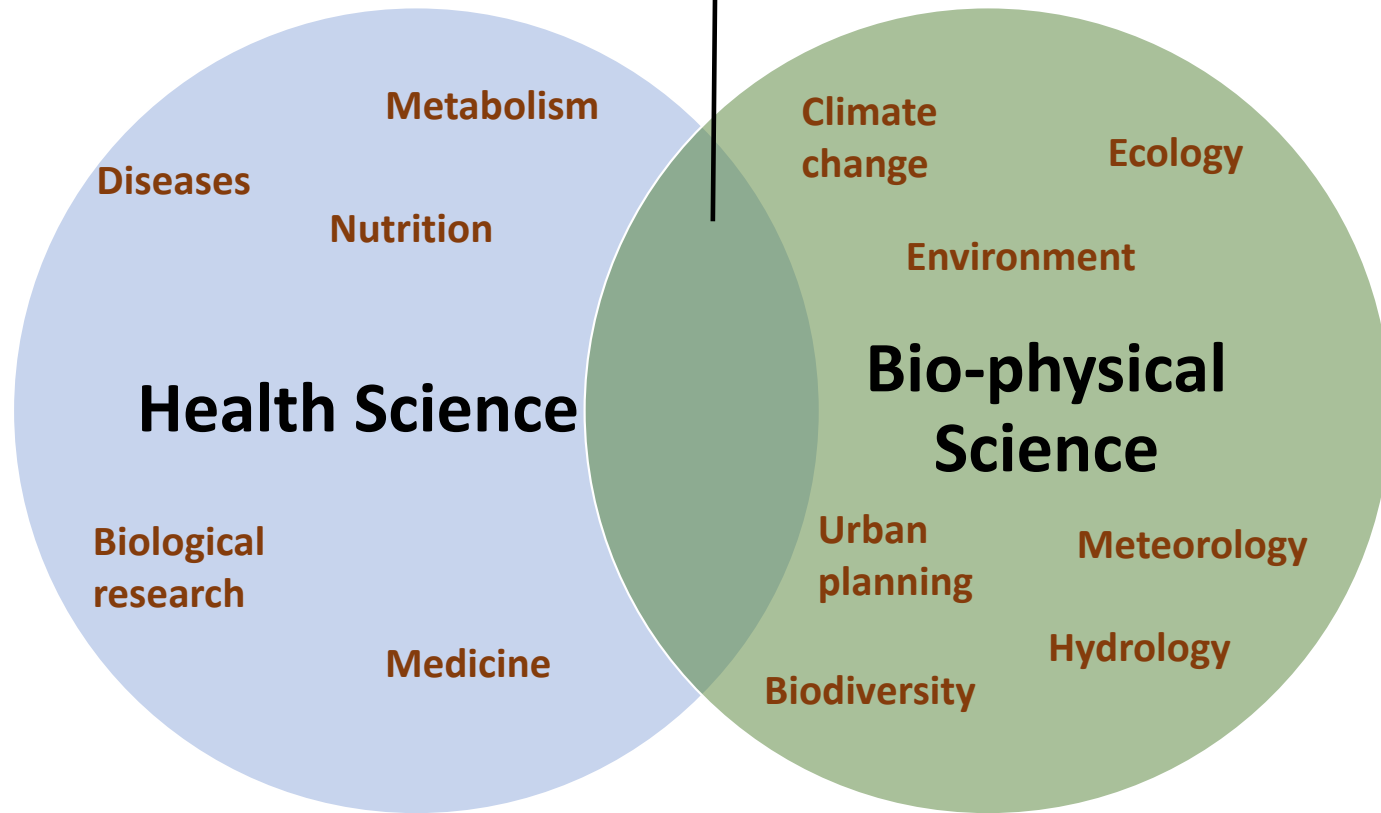 Metabolism
Diseases
Nutrition
Health Science
Biological
research
Medicine
Climate
change
Ecology
Environment
Bio-physical
Science
Urban
planning
Meteorology
Hydrology
Biodiversity